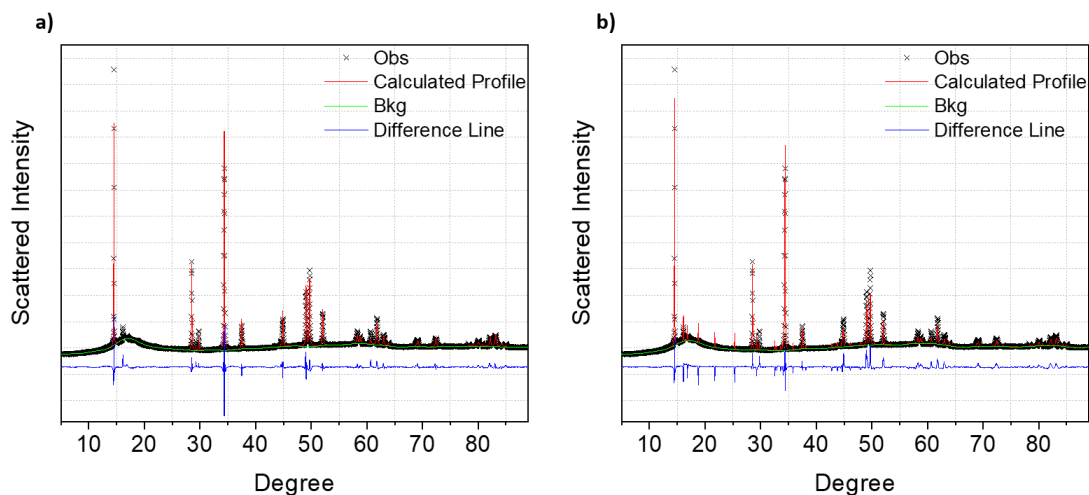 a)
Scattered Intensity
Obs
Calculated Profile
Bkg
Difference Line
10 20 30 40 50 60 70 80
Degree
b)
Scattered Intensity
Obs
Calculated Profile
Bkg
Difference Line
10 20 30 40 50 60 70 80
Degree